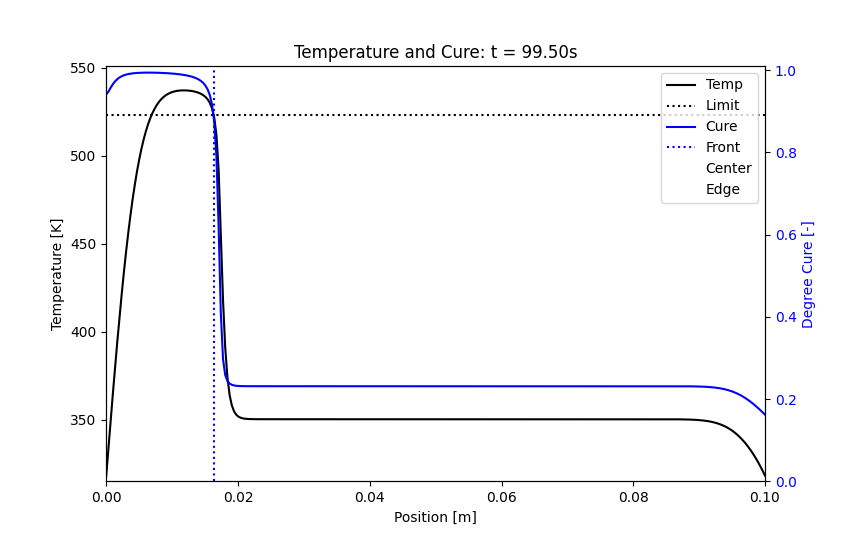 Temperature and Cure: t = 99.50s
550
500
450
400
350
Temperature [K]
1.0
0.8
0.6
0.4
0.2
0.0
Degree Cure [-]
Temp
Limit
Cure
Front
Center
Edge
0.00
0.02
0.04
0.06
0.08
0.10
Position [m]